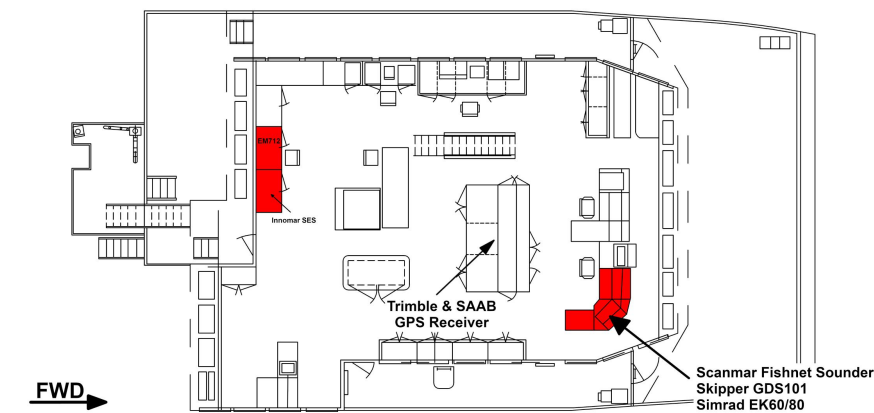 EM712
Innomar SES
Trimble & SAAB
GPS Receiver
Scanmar Fishnet Sounder
Skipper GDS101
Simrad EK60/80
FWD